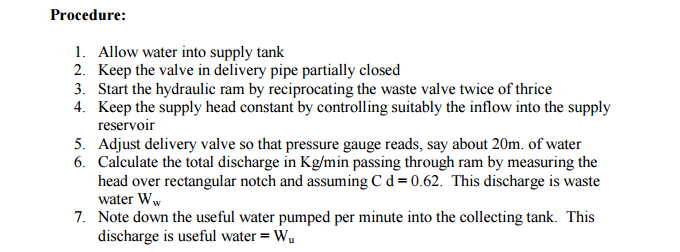 Procedure:
1. Allow water into supply tank
2. Keep the valve in delivery pipe partially closed
3. Start the hydraulic ram by reciprocating the waste valve twice of thrice
4. Keep the supply head constant by controlling suitably the inflow into the supply
reservoir
5. Adjust delivery valve so that pressure gauge reads, say about 20m. of water
6. Calculate the total discharge in Kg/min passing through ram by measuring the
head over rectangular notch and assuming C d = 0.62. This discharge is waste
water Ww
7. Note down the useful water pumped per minute into the collecting tank. This
discharge is useful water = Wu